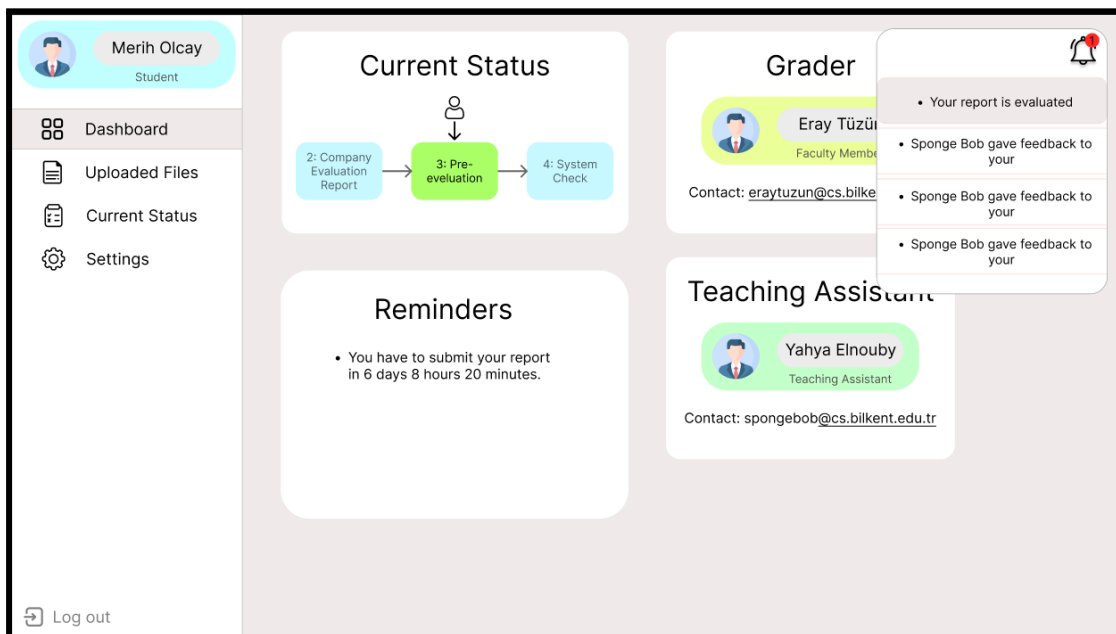 Merih Olcay
Student
Dashboard
Uploaded Files
Current Status
Settings
Log out
Current Status
2: Company
Evaluation
Report
3: Pre-
evaluation
4: System
Check
Reminders
• You have to submit your report
in 6 days 8 hours 20 minutes.
Grader
Eray Tüzü
Faculty Membe
Contact: eraytuzun@cs.bilke
Teaching Assistant
Yahya Elnouby
Teaching Assistant
Contact: spongebob@cs.bilkent.edu.tr
1
• Your report is evaluated
• Sponge Bob gave feedback to
your
• Sponge Bob gave feedback to
your
• Sponge Bob gave feedback to
your